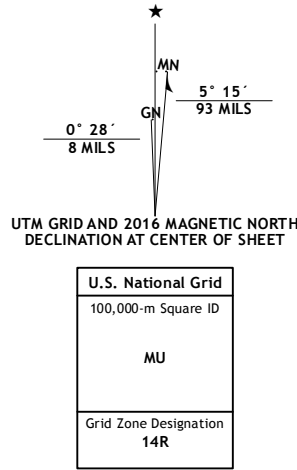 ★
MN
GN
5° 15´
93 MILS
0° 28´
8 MILS
UTM GRID AND 2016 MAGNETIC NORTH
DECLINATION AT CENTER OF SHEET
U.S. National Grid
100,000-m Square ID
MU
Grid Zone Designation
14R